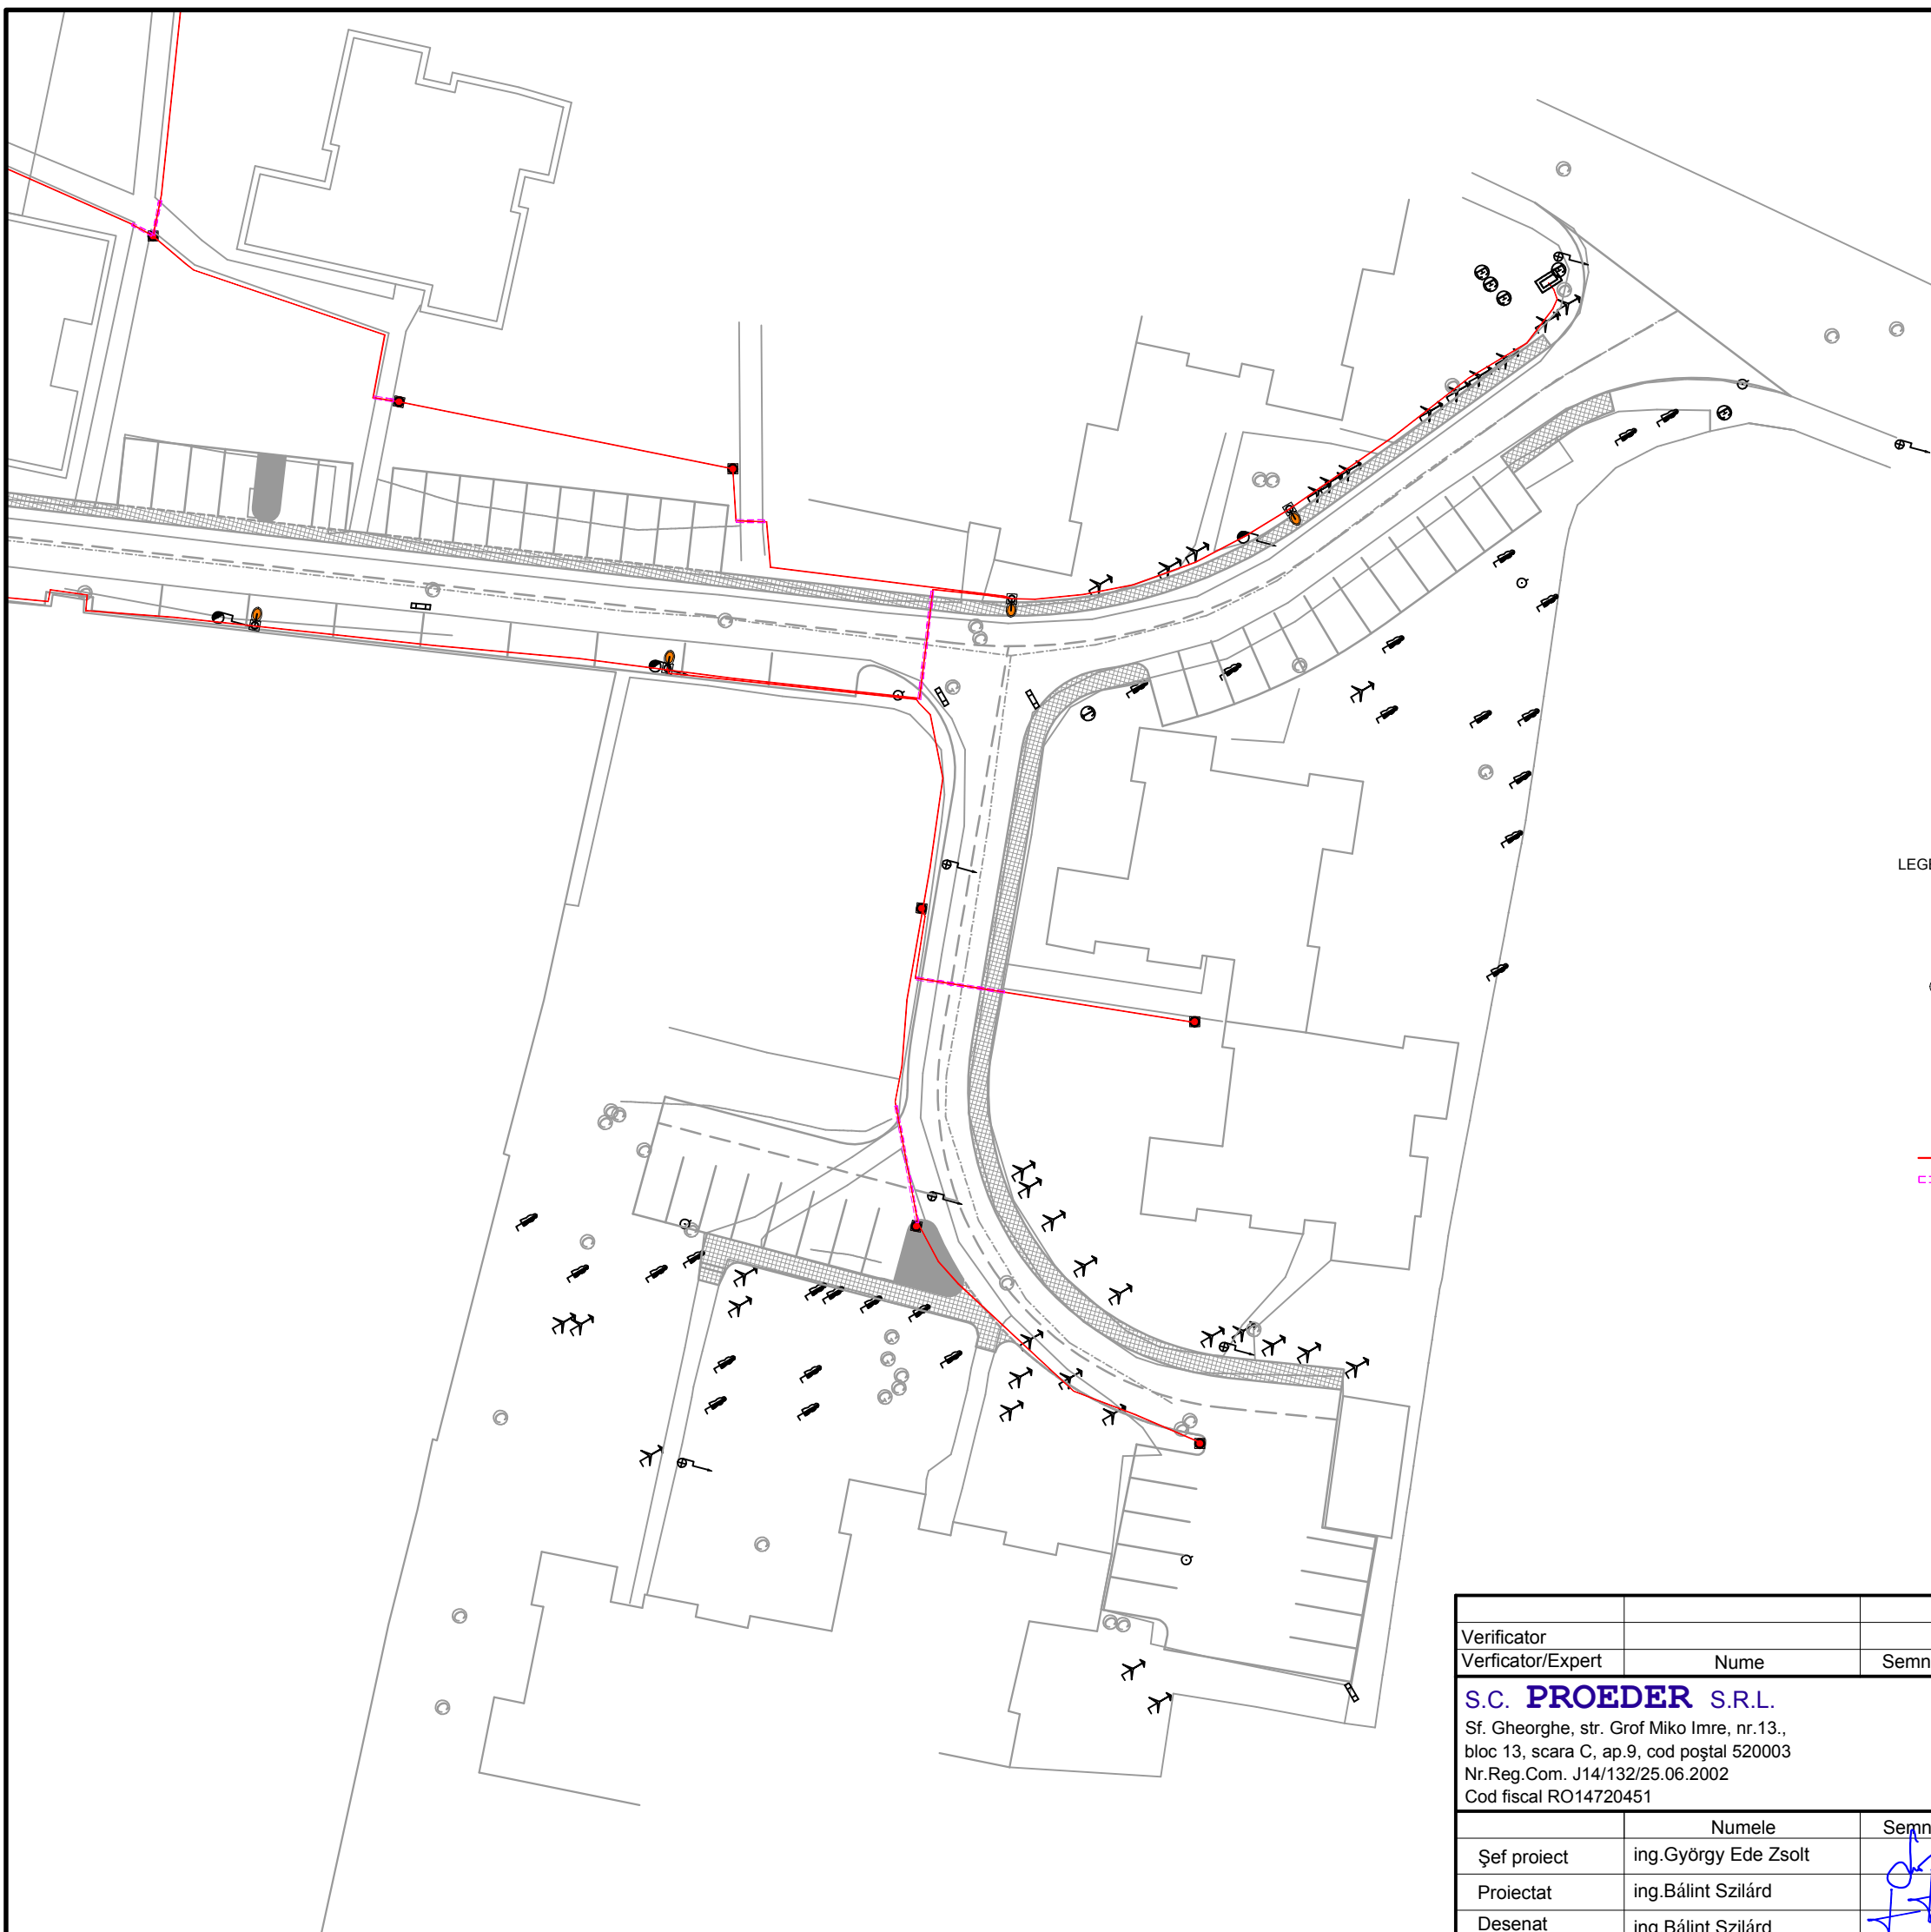 LEG
Verificator
Verficator/Expert Nume Semn
S.C. PROEDER S.R.L.
Sf. Gheorghe, str. Grof Miko Imre, nr.13.,
bloc 13, scara C, ap.9, cod poştal 520003
Nr.Reg.Com. J14/132/25.06.2002
Cod fiscal RO14720451
Numele Semn
Şef proiect ing.György Ede Zsolt
Proiectat ing.Bálint Szilárd
Desenat ing.Bálint Szilárd